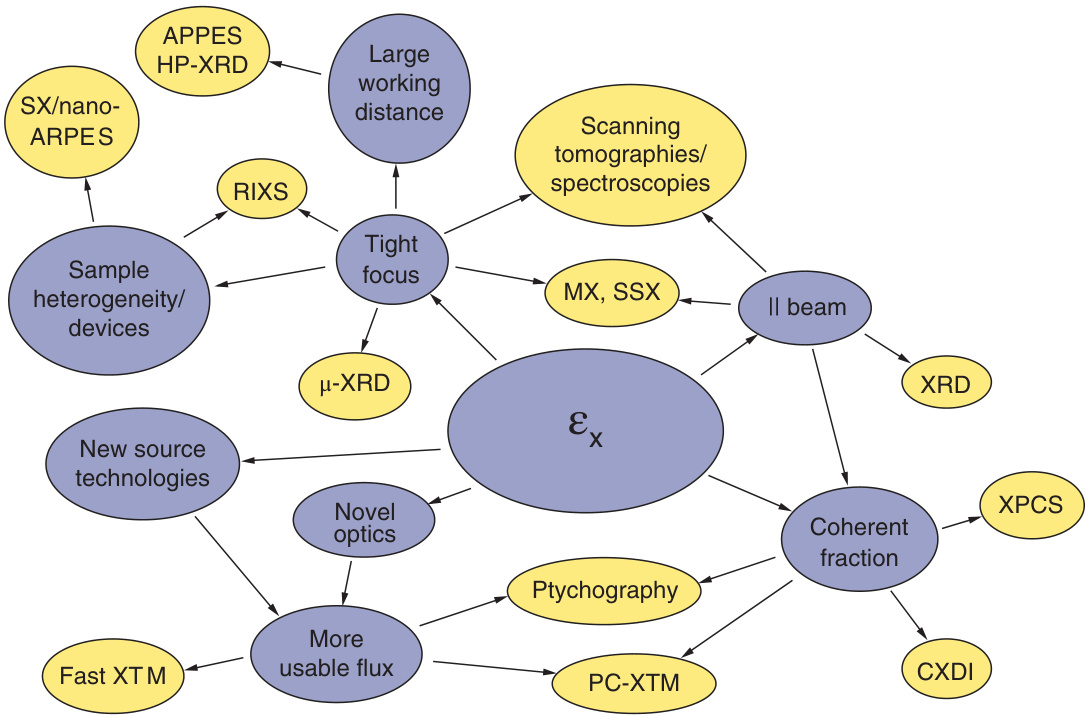 APPES
HP-XRD
Large
working
distance
SX/nano-
ARPES
Scanning
tomographies/
spectroscopies
RIXS
Tight
focus
Sample
heterogeneity/
devices
MX, SSX
II beam
μ-XRD
XRD
εx
New source
technologies
Novel
optics
XPCS
Coherent
fraction
Ptychography
More
usable flux
Fast XTM
PC-XTM
CXDI